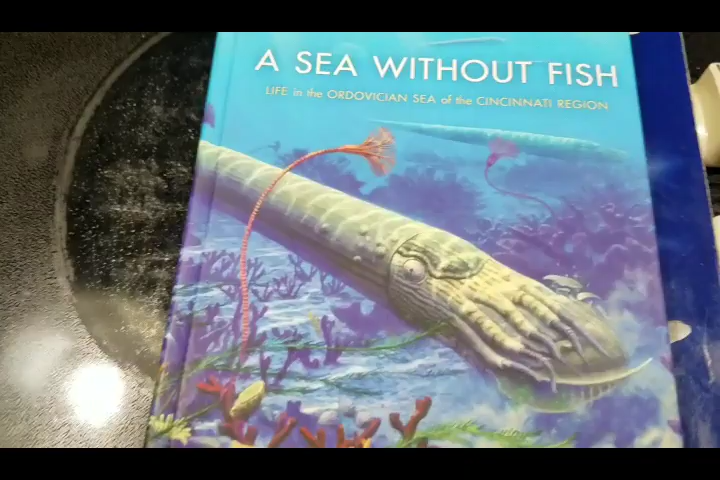 A SEA WITHOUT FISH
LIFE in the ORDOVICIAN SEA of the CINCINNATI REGION